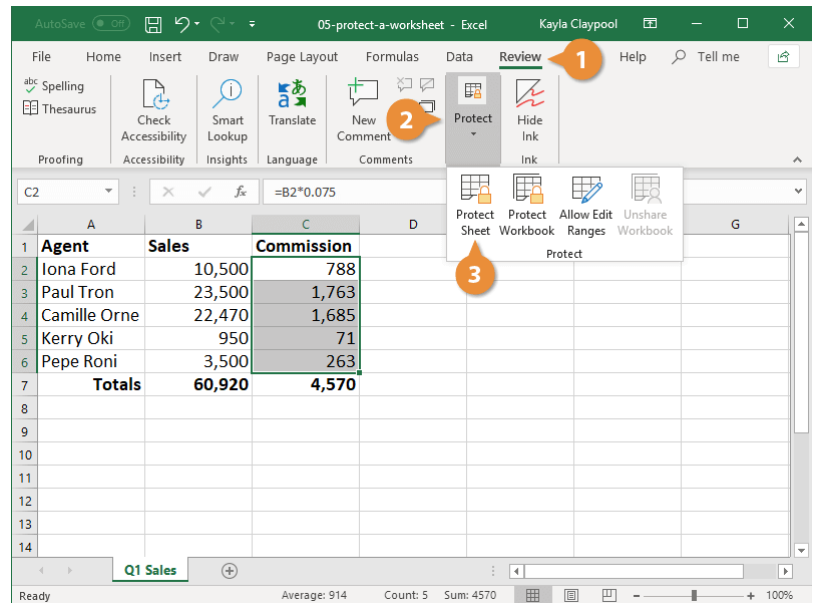 AutoSave Off 05-protect-a-worksheet - Excel Kayla Claypool
File Home Insert Draw Page Layout Formulas Data Review 1 Help Tell me
abc Spelling
Thesaurus
Check Accessibility
Smart Lookup
Translate
New Comment
2
Protect
Hide Ink
Proofing Accessibility Insights Language Comments Ink
C2 fx =B2*0.075
Protect Sheet
Protect Workbook
Allow Edit Ranges
Unshare Workbook
Protect
3
A B C D G
1 Agent Sales Commission
2 Iona Ford 10,500 788
3 Paul Tron 23,500 1,763
4 Camille Orne 22,470 1,685
5 Kerry Oki 950 71
6 Pepe Roni 3,500 263
7 Totals 60,920 4,570
8
9
10
11
12
13
14
Q1 Sales
Ready Average: 914 Count: 5 Sum: 4570 100%